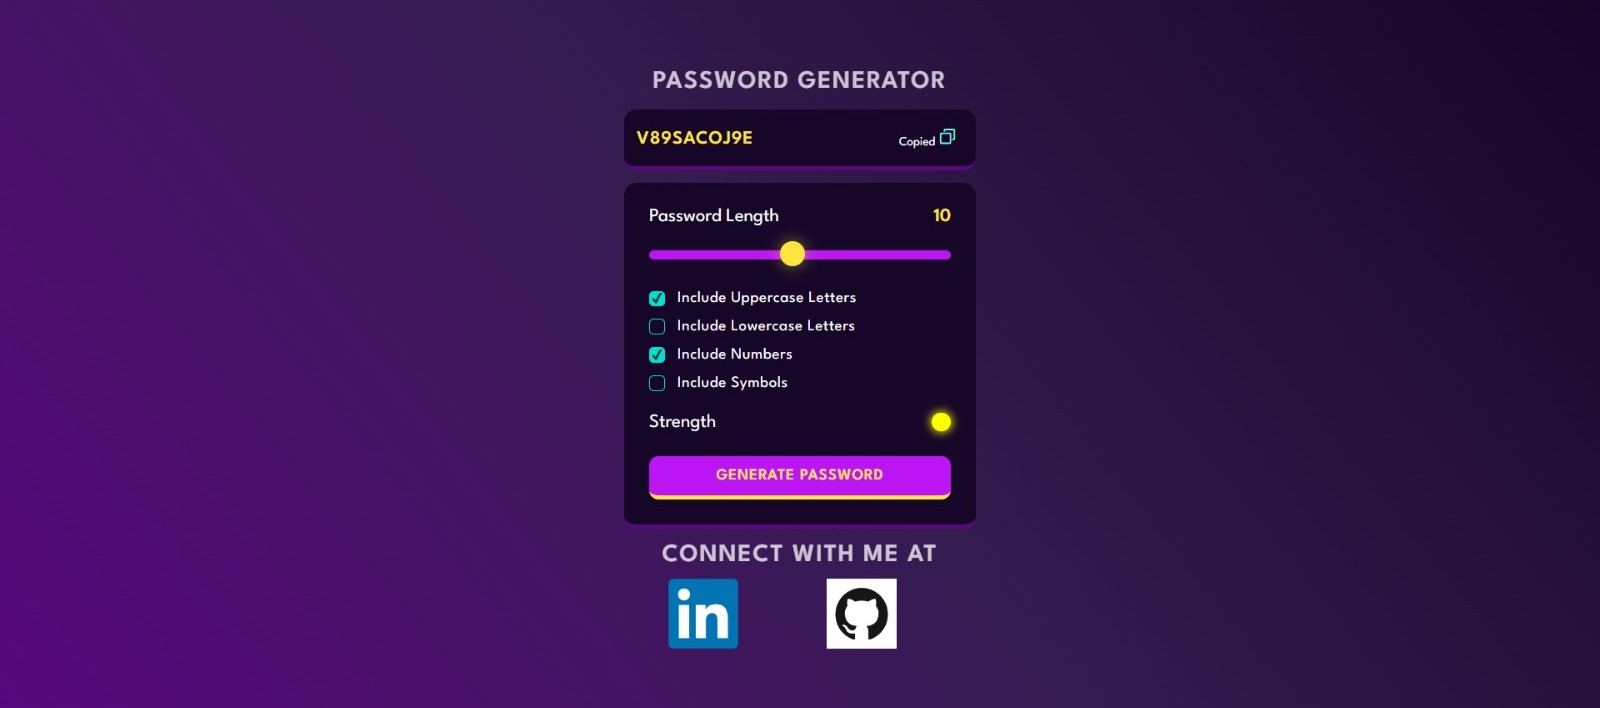 PASSWORD GENERATOR
V89SACOJ9E
Copied
Password Length 10
Include Uppercase Letters
Include Lowercase Letters
Include Numbers
Include Symbols
Strength
GENERATE PASSWORD
CONNECT WITH ME AT
in